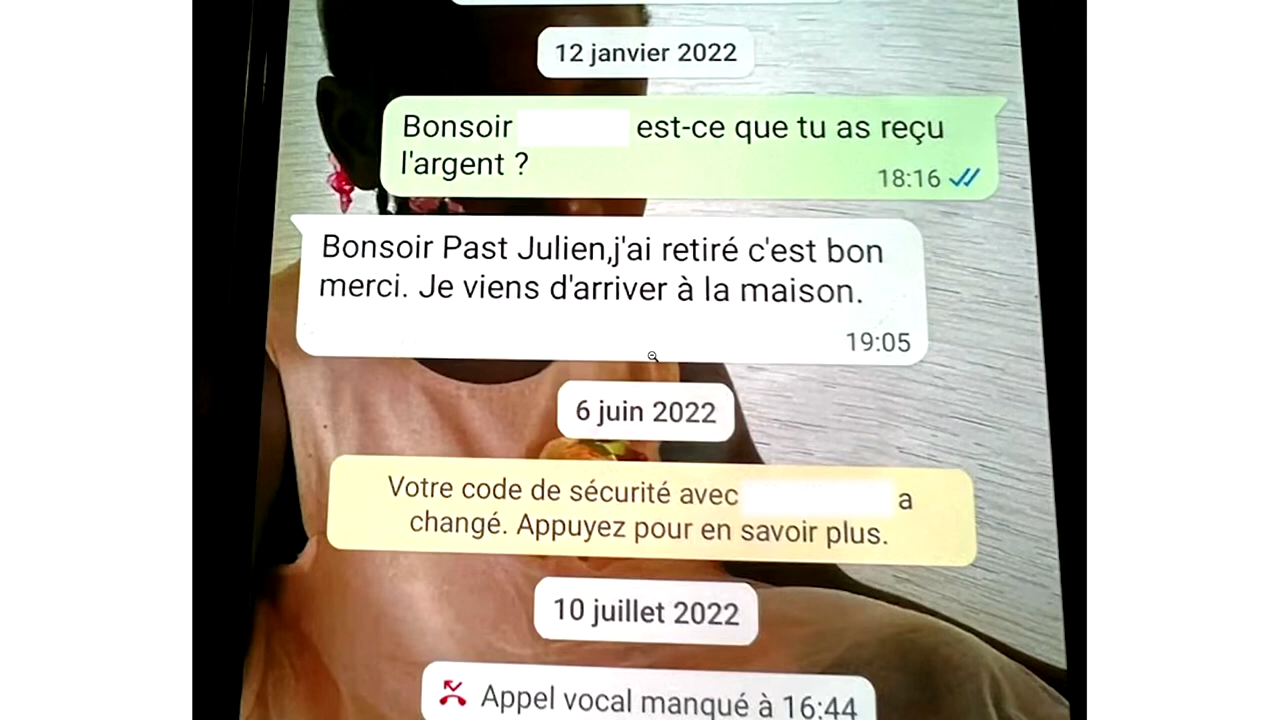 12 janvier 2022
Bonsoir est-ce que tu as reçu
l'argent ?
18:16
Bonsoir Past Julien,j'ai retiré c'est bon
merci. Je viens d'arriver à la maison.
19:05
6 juin 2022
Votre code de sécurité avec a
changé. Appuyez pour en savoir plus.
10 juillet 2022
Appel vocal manqué à 16:44